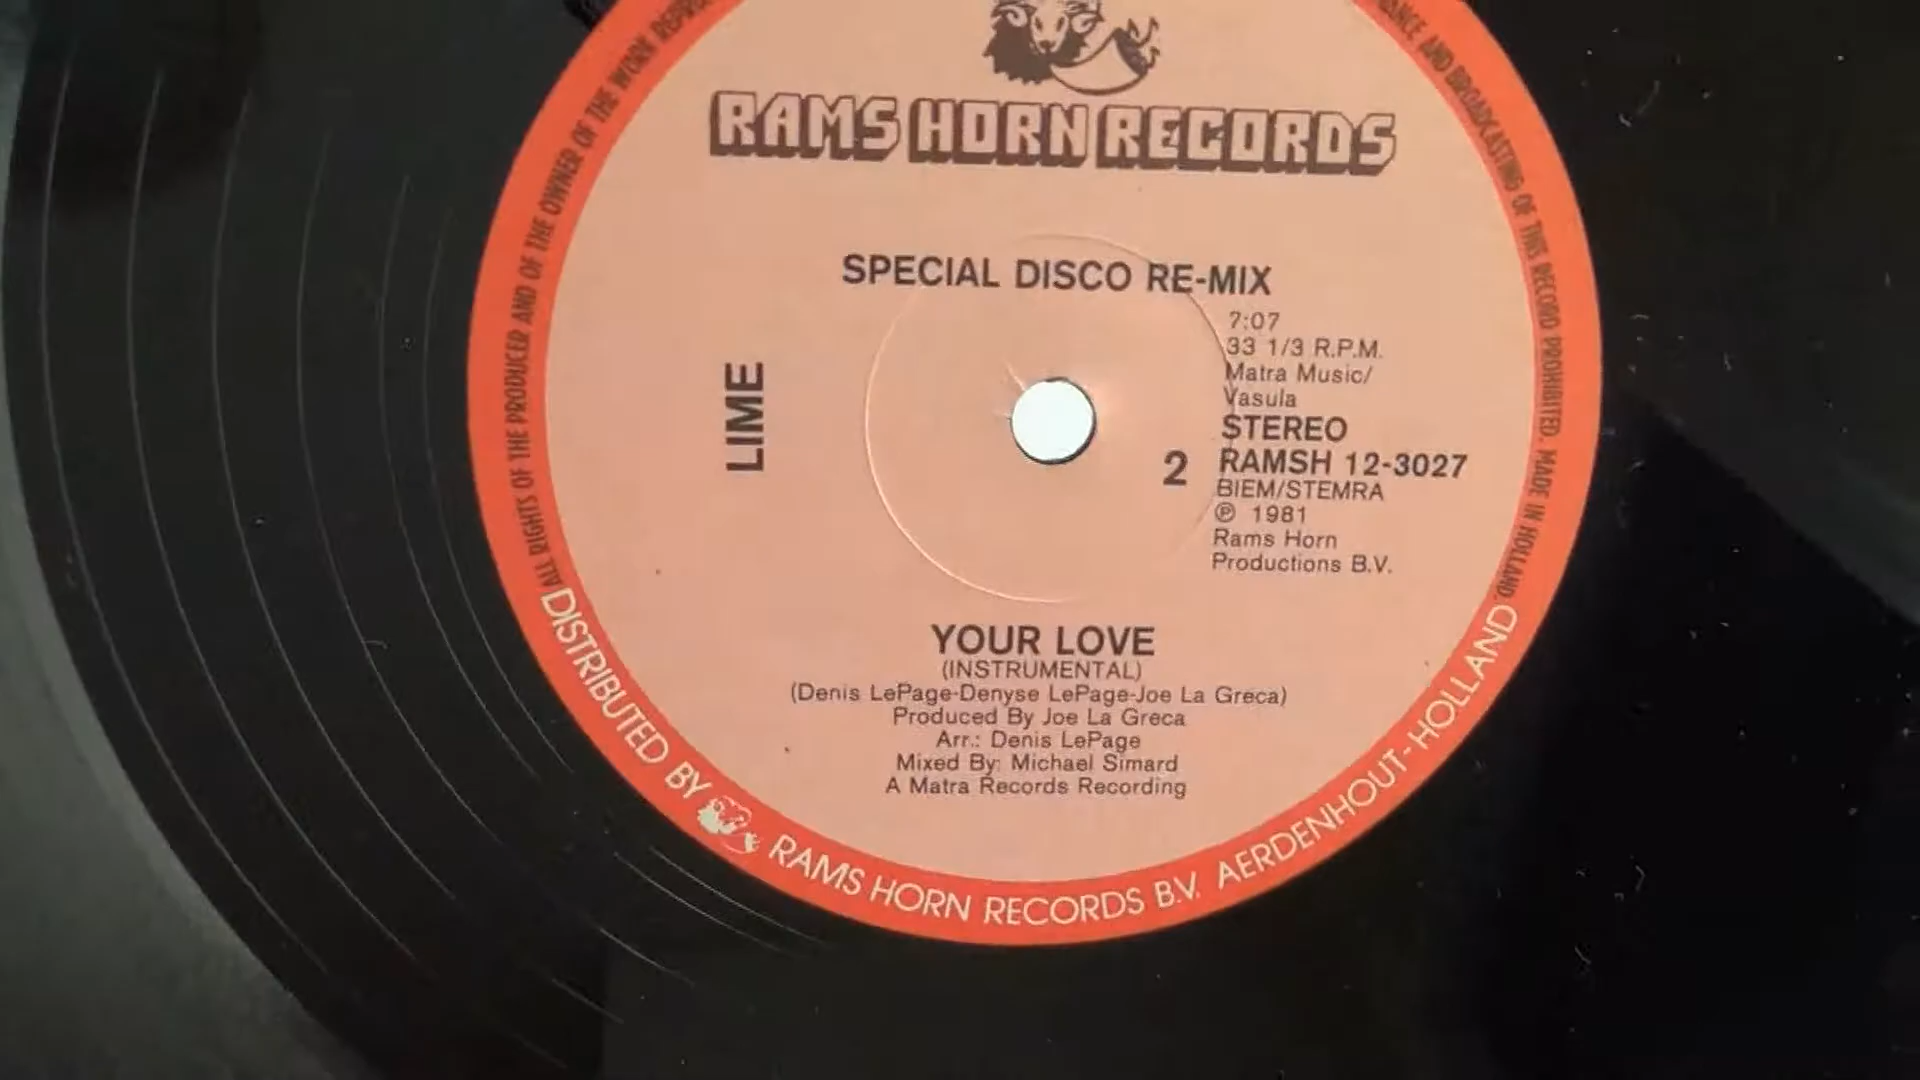 RAMS HORN RECORDS
SPECIAL DISCO RE-MIX
LIME
7:07
33 1/3 R.P.M.
Matra Music/
Vasula
STEREO
2 RAMSH 12-3027
BIEM/STEMRA
℗ 1981
Rams Horn
Productions B.V.
YOUR LOVE
(INSTRUMENTAL)
(Denis LePage-Denyse LePage-Joe La Greca)
Produced By Joe La Greca
Arr.: Denis LePage
Mixed By: Michael Simard
A Matra Records Recording
ALL RIGHTS OF THE PRODUCER AND OF THE OWNER OF THE WORK
AND BROADCASTING OF THIS RECORD PROHIBITED. MADE IN HOLLAND.
DISTRIBUTED BY RAMS HORN RECORDS B.V. AERDENHOUT-HOLLAND